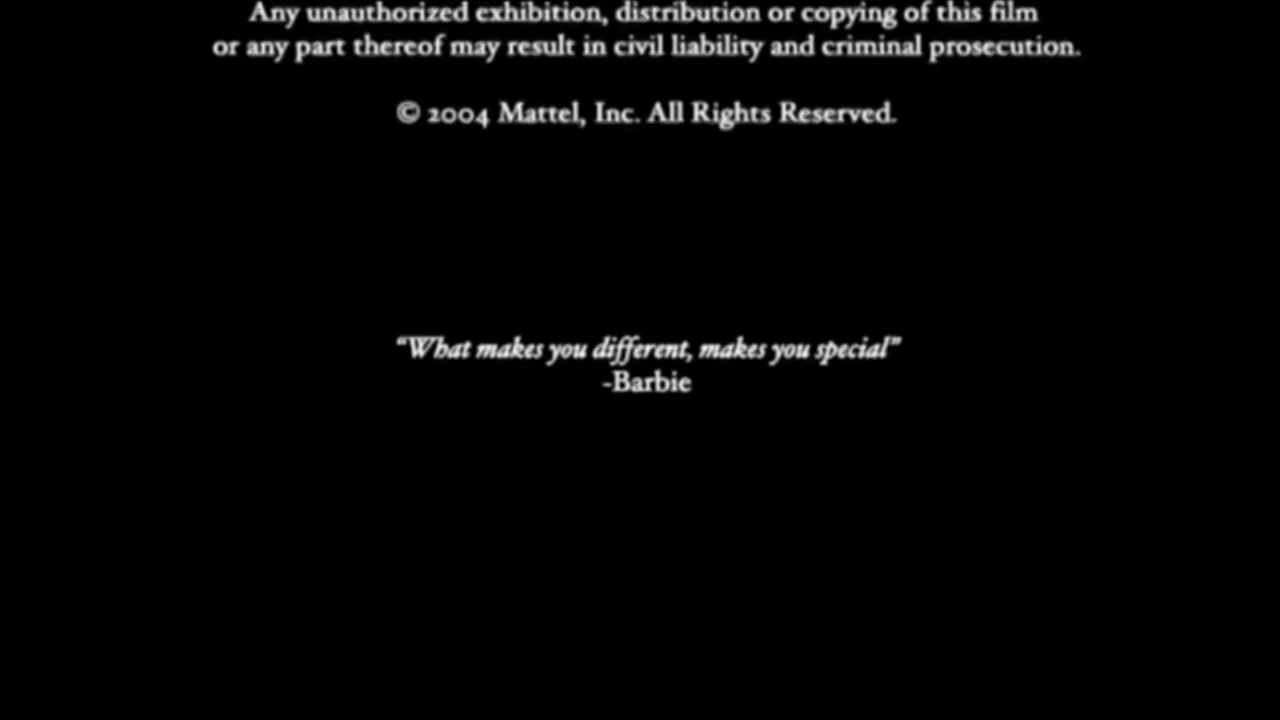 Any unauthorized exhibition, distribution or copying of this film
or any part thereof may result in civil liability and criminal prosecution.
© 2004 Mattel, Inc. All Rights Reserved.
“What makes you different, makes you special”
-Barbie